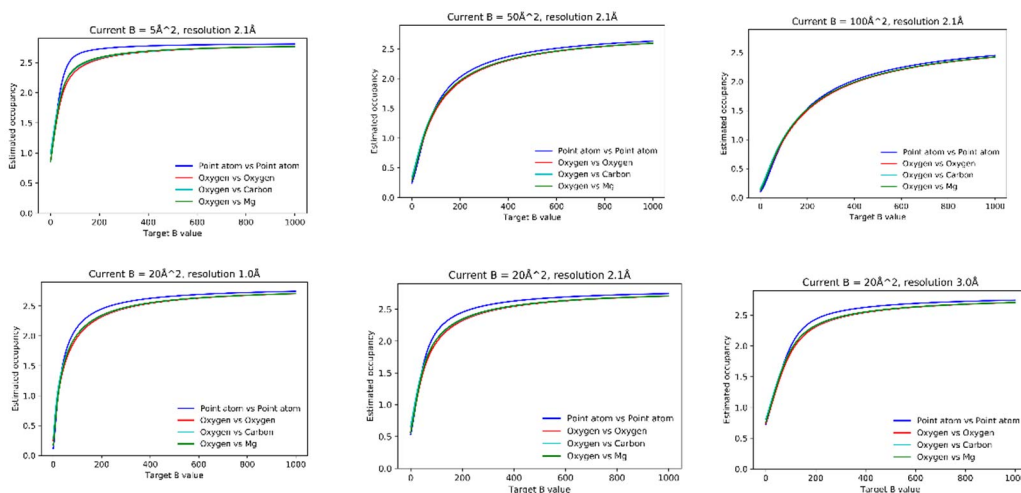 Current B = 5Å^2, resolution 2.1Å
Estimated occupancy
2.5
2.0
1.5
1.0
0.5
0.0
Point atom vs Point atom
Oxygen vs Oxygen
Oxygen vs Carbon
Oxygen vs Mg
0 200 400 600 800 1000
Target B value
Current B = 50Å^2, resolution 2.1Å
Estimated occupancy
2.5
2.0
1.5
1.0
0.5
0.0
Point atom vs Point atom
Oxygen vs Oxygen
Oxygen vs Carbon
Oxygen vs Mg
0 200 400 600 800 1000
Target B value
Current B = 100Å^2, resolution 2.1Å
Estimated occupancy
2.5
2.0
1.5
1.0
0.5
0.0
Point atom vs Point atom
Oxygen vs Oxygen
Oxygen vs Carbon
Oxygen vs Mg
0 200 400 600 800 1000
Target B value
Current B = 20Å^2, resolution 1.0Å
Estimated occupancy
2.5
2.0
1.5
1.0
0.5
0.0
Point atom vs Point atom
Oxygen vs Oxygen
Oxygen vs Carbon
Oxygen vs Mg
0 200 400 600 800 1000
Target B value
Current B = 20Å^2, resolution 2.1Å
Estimated occupancy
2.5
2.0
1.5
1.0
0.5
0.0
Point atom vs Point atom
Oxygen vs Oxygen
Oxygen vs Carbon
Oxygen vs Mg
0 200 400 600 800 1000
Target B value
Current B = 20Å^2, resolution 3.0Å
Estimated occupancy
2.5
2.0
1.5
1.0
0.5
0.0
Point atom vs Point atom
Oxygen vs Oxygen
Oxygen vs Carbon
Oxygen vs Mg
0 200 400 600 800 1000
Target B value